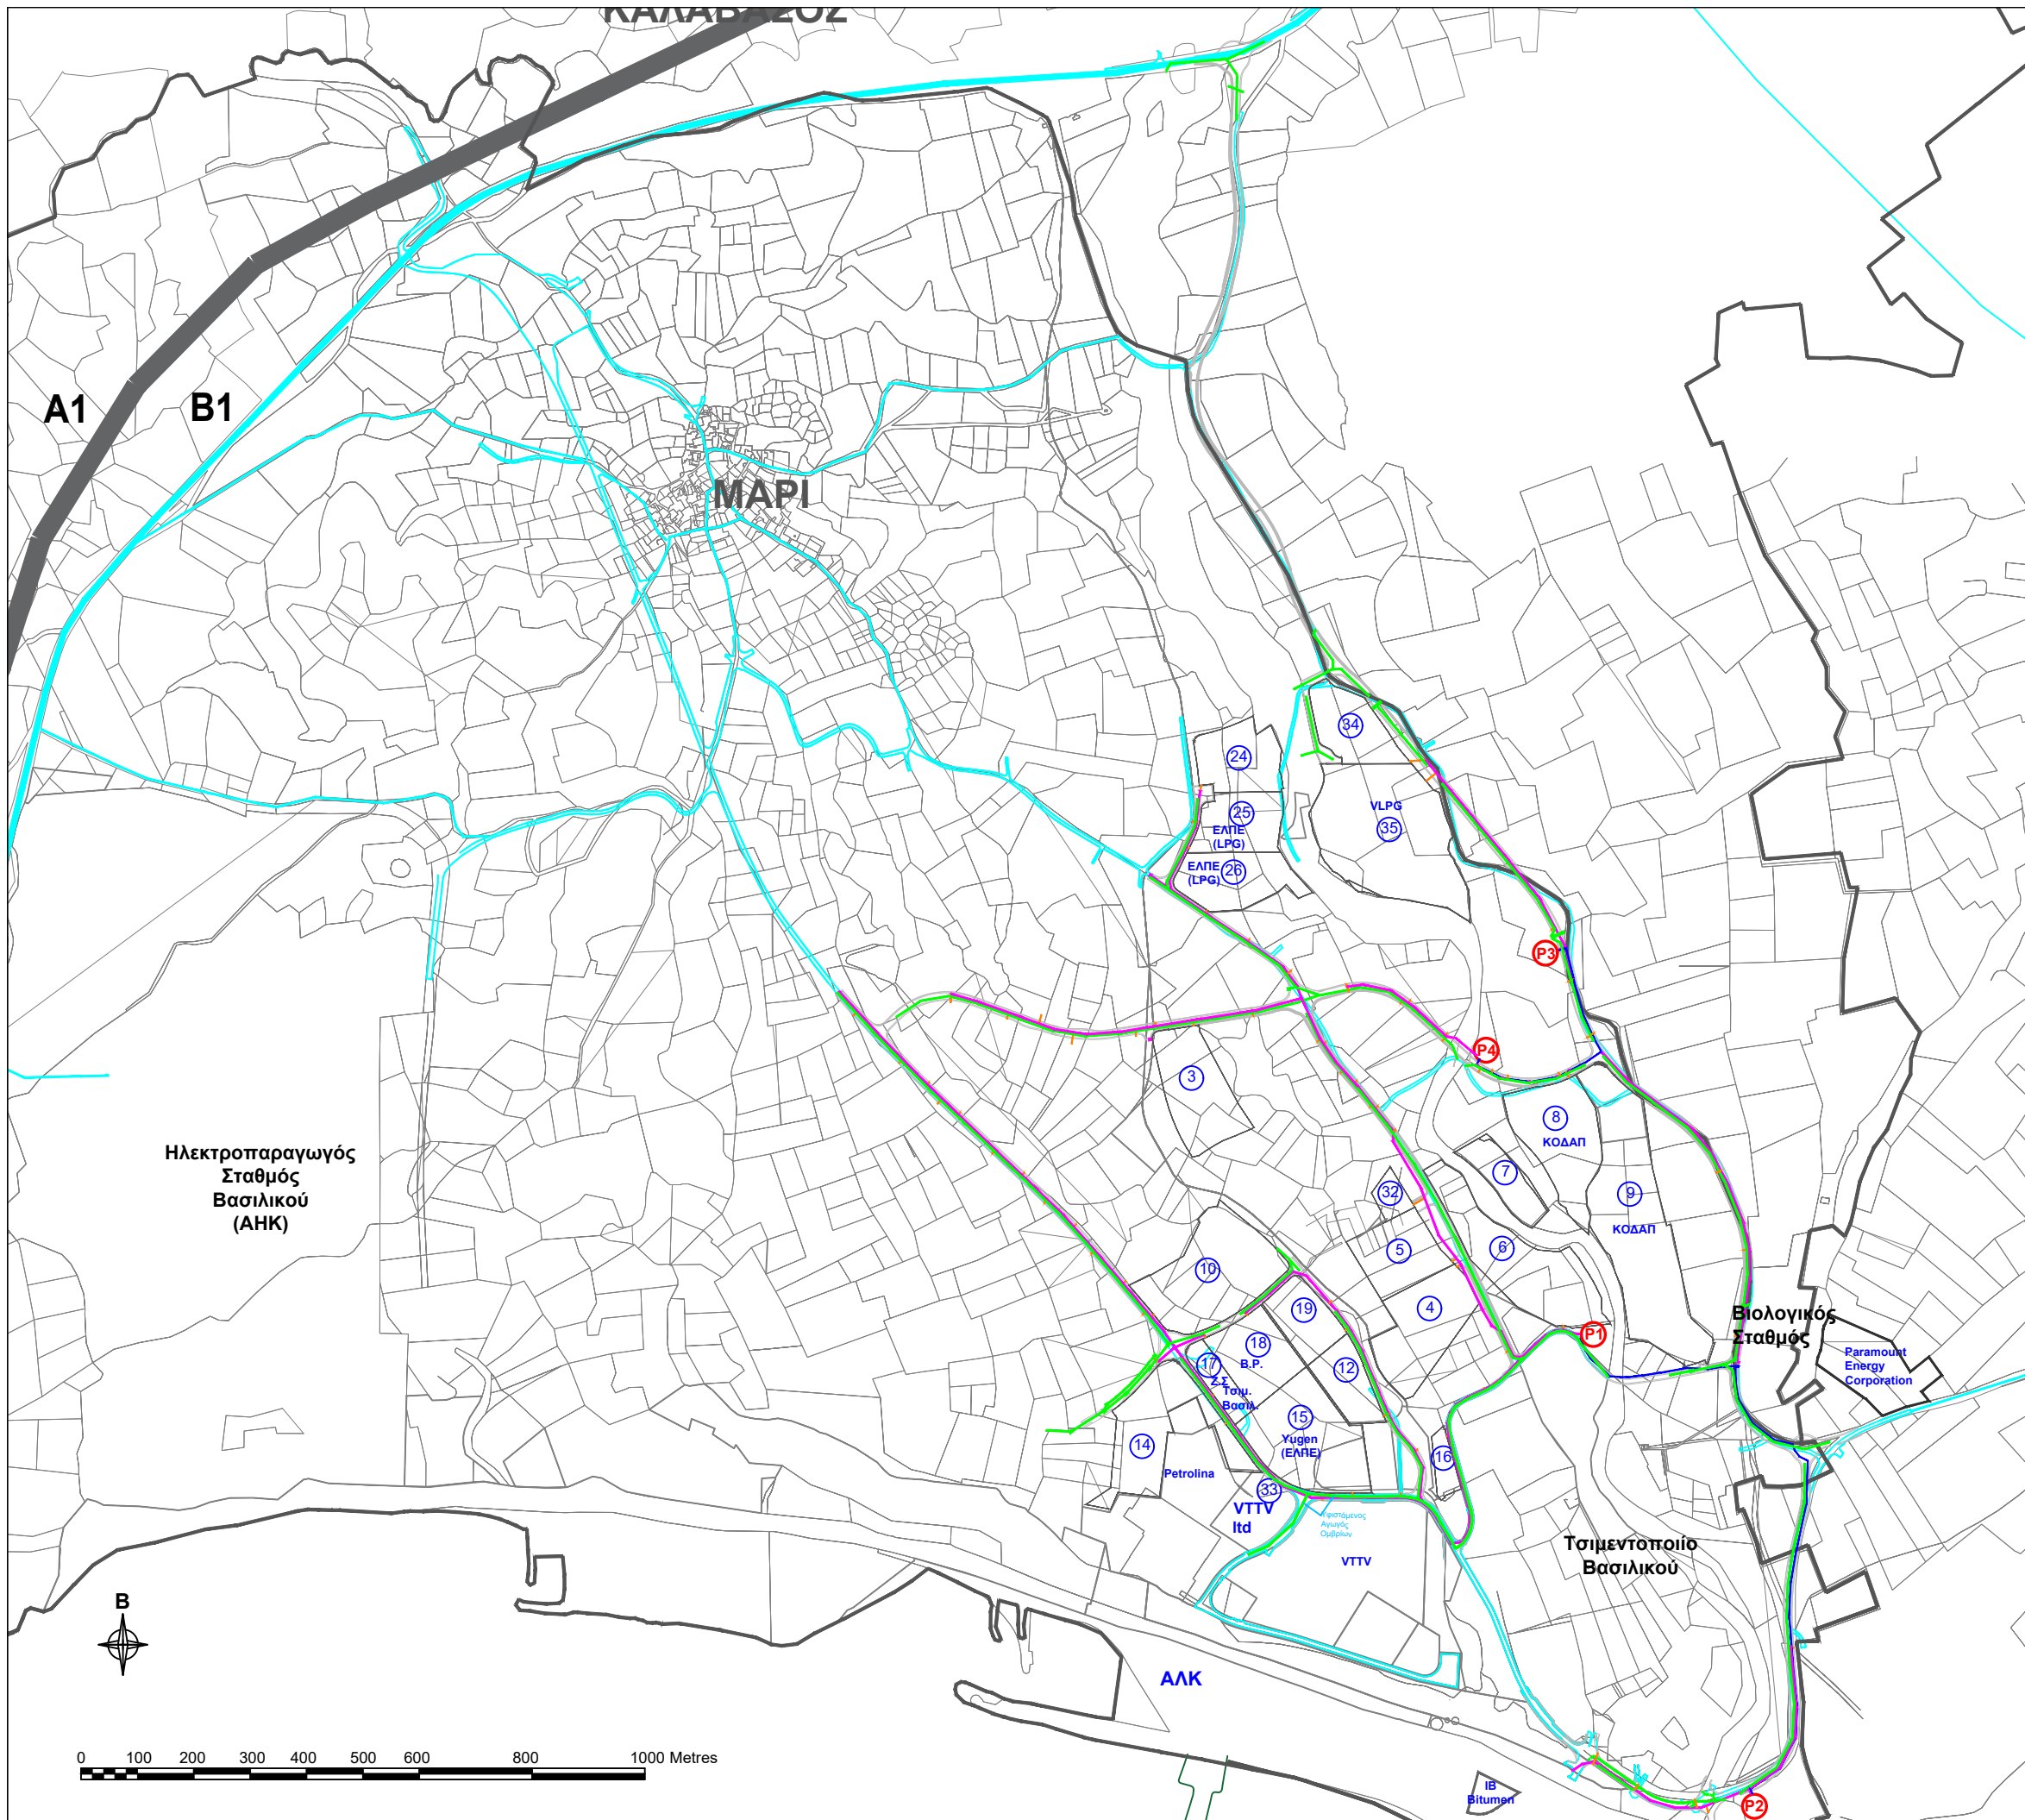 ΚΑΛΑΒΑΣΟΣ
A1
B1
ΜΑΡΙ
34
24
VLPG
35
25
ΕΛΠΕ
(LPG)
ΕΛΠΕ
(LPG)
26
P3
P4
3
8
ΚΟΔΑΠ
7
32
9
ΚΟΔΑΠ
5
6
Ηλεκτροπαραγωγός
Σταθμός
Βασιλικού
(ΑΗΚ)
10
19
4
P1
Βιολογικός
Σταθμός
Paramount
Energy
Corporation
18
B.P.
17
Ζ.Σ
Τσιμ.
Βασιλ.
12
15
Yugen
(ΕΛΠΕ)
14
Petrolina
16
33
VTTV
ltd
Υφιστάμενος
Αγωγός
Ομβρίων
VTTV
Τσιμεντοποιίο
Βασιλικού
Β
ΑΛΚ
0 100 200 300 400 500 600 800 1000 Metres
IB
Bitumen
P2